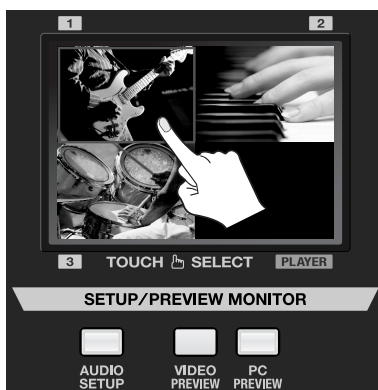 1 2
3 TOUCH SELECT PLAYER
SETUP/PREVIEW MONITOR
AUDIO SETUP
VIDEO PREVIEW
PC PREVIEW